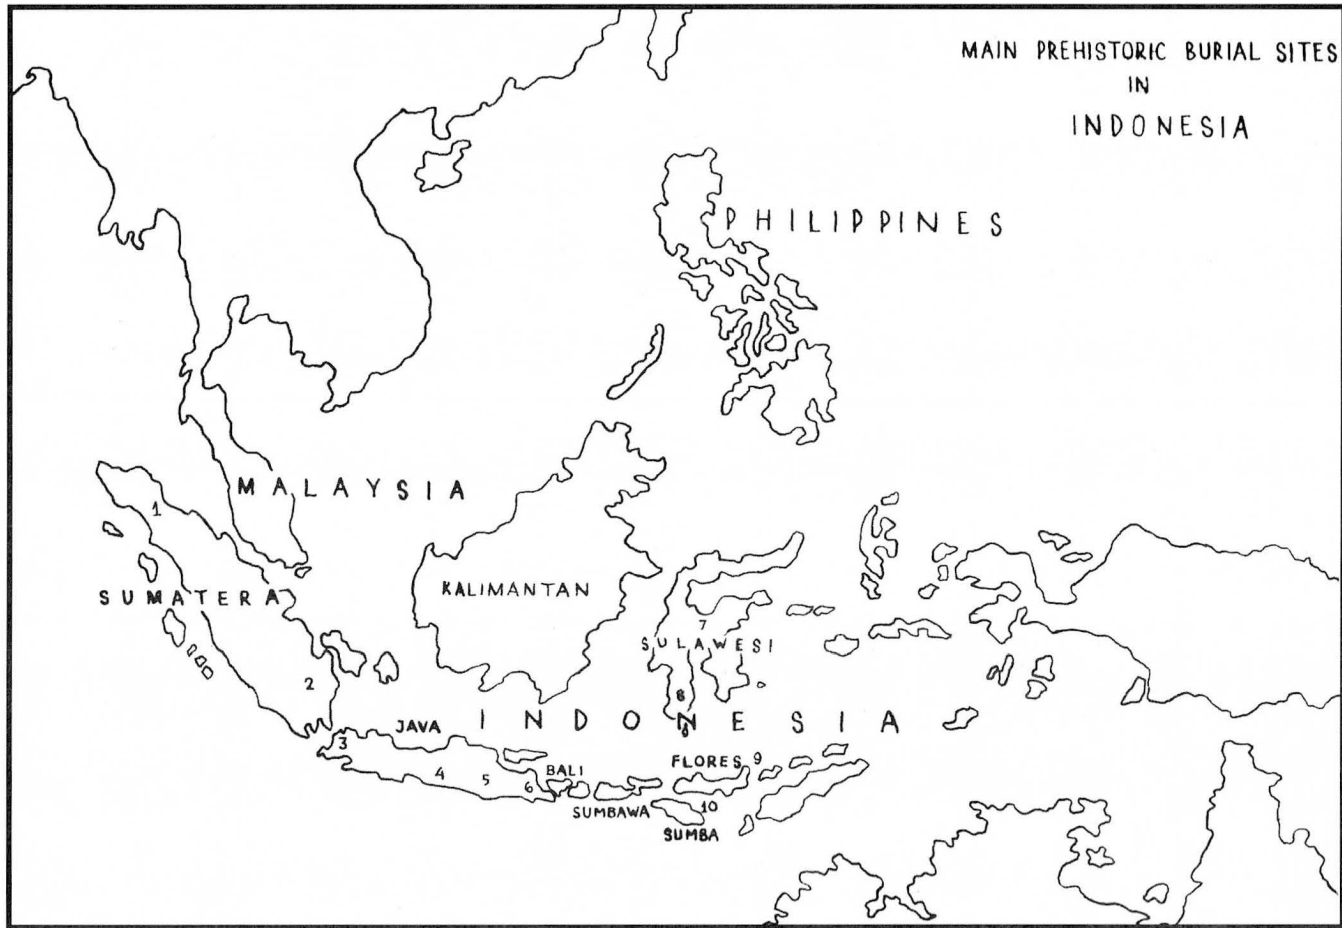 MAIN PREHISTORIC BURIAL SITES
IN
INDONESIA
PHILIPPINES
MALAYSIA
1
KALIMANTAN
SUMATERA
7
SULAWESI
2
8
INDONESIA
JAVA
3
FLORES 9
4
5
BALI
6
SUMBAWA
10
SUMBA